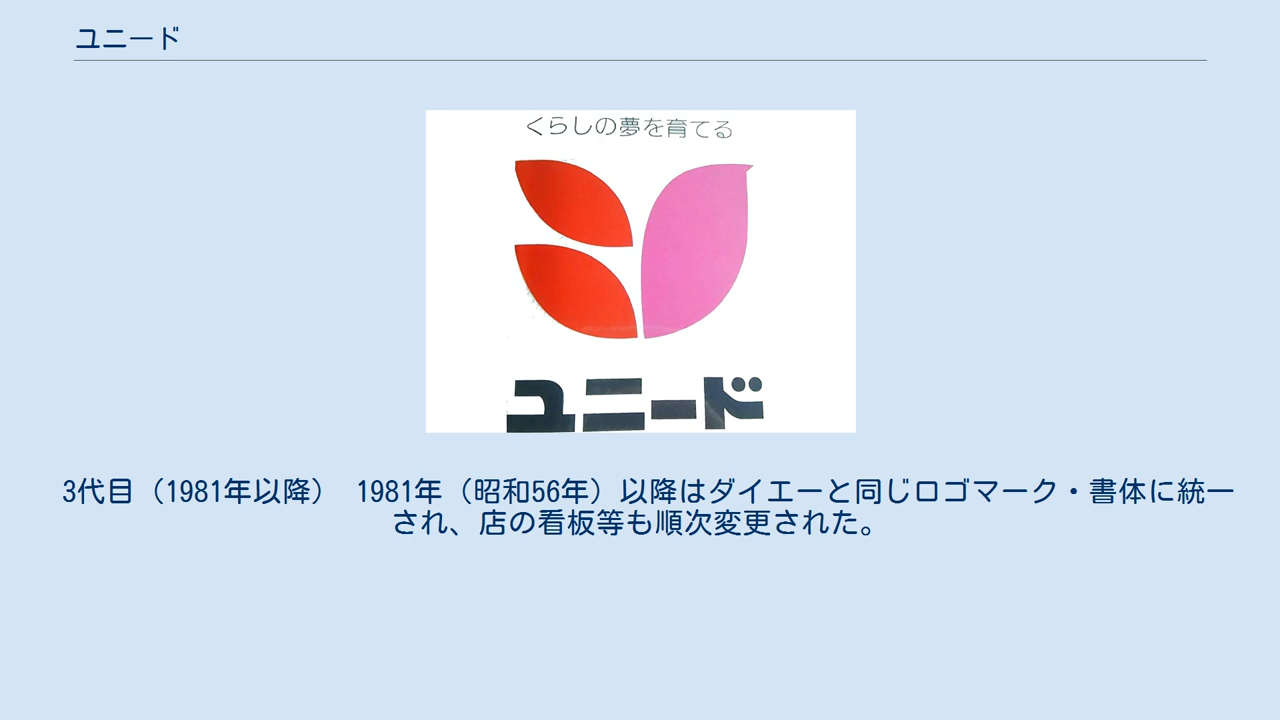 ユニード
くらしの夢を育てる
ユニード
3代目（1981年以降）　1981年（昭和56年）以降はダイエーと同じロゴマーク・書体に統一
され、店の看板等も順次変更された。